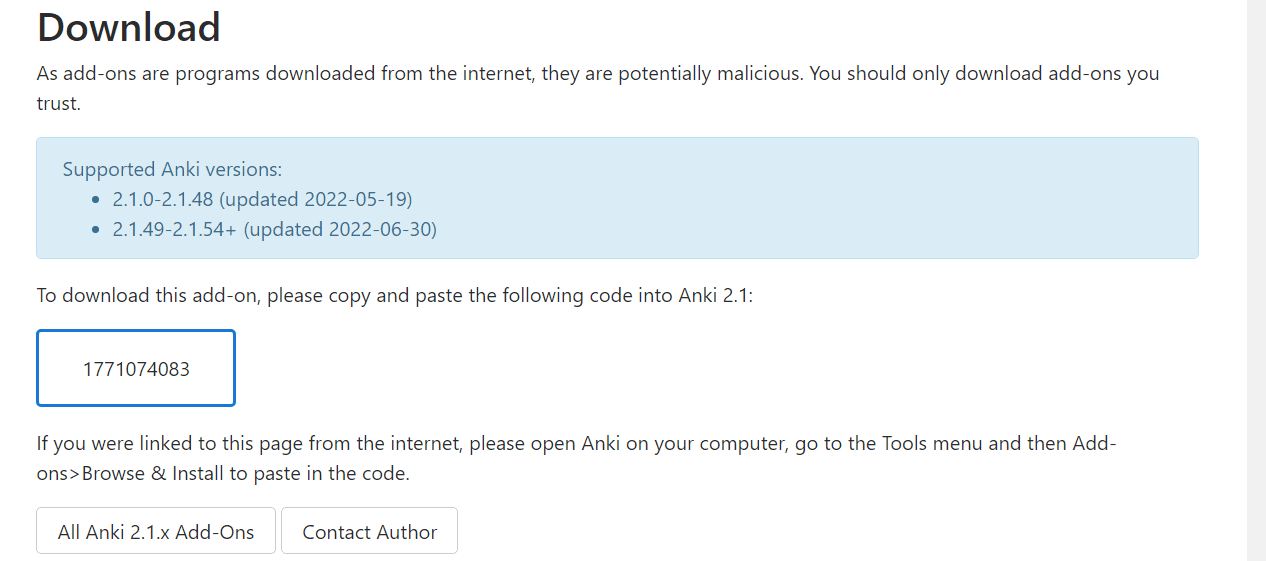 Download
As add-ons are programs downloaded from the internet, they are potentially malicious. You should only download add-ons you
trust.
Supported Anki versions:
• 2.1.0-2.1.48 (updated 2022-05-19)
• 2.1.49-2.1.54+ (updated 2022-06-30)
To download this add-on, please copy and paste the following code into Anki 2.1:
1771074083
If you were linked to this page from the internet, please open Anki on your computer, go to the Tools menu and then Add-
ons>Browse & Install to paste in the code.
All Anki 2.1.x Add-Ons Contact Author